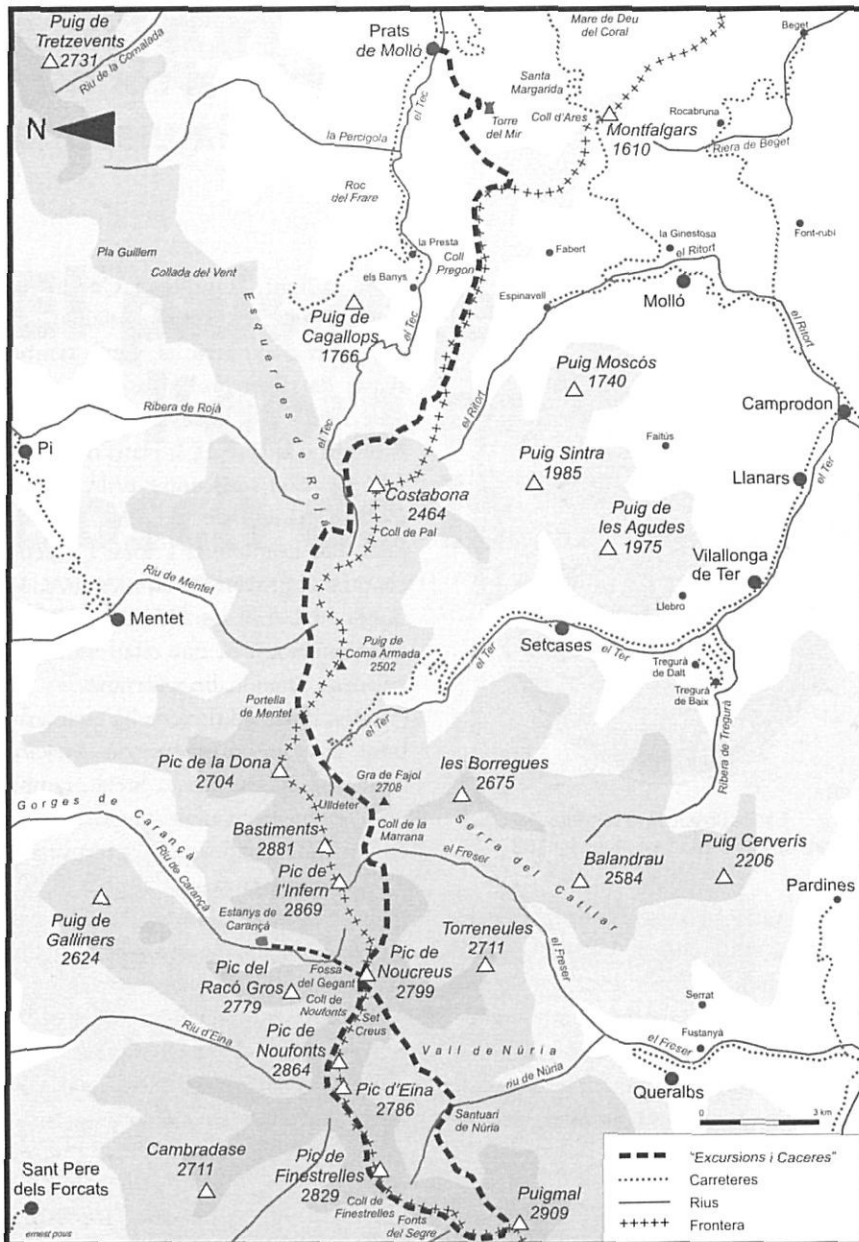 Puig de
Tretzevents
2731
Riu de la Comalada
Prats
de Molló
Mare de Deu
del Coral
Beget
N
la Percigola
el Tec
Santa
Margarida
Torre
del Mir
Coll d'Ares
Montfalgars
1610
Rocabruna
Riera de Beget
Roc
del Frare
Pla Guillem
Collada del Vent
la Presta
els Banys
Coll
Pregon
Fabert
la Ginestosa
el Ritort
Font-rubí
Espinavell
Molló
Esquerdes de Rojà
Puig de
Cagallops
1766
el Tec
el Ritort
Puig Moscós
1740
Camprodon
Ribera de Rojà
Pi
el Tec
el Ritort
Faitús
Puig Sintra
1985
Llanars
el Ter
Costabona
2464
Coll de Pal
Puig de
les Agudes
1975
Vilallonga
de Ter
Riu de Mentet
Mentet
Llebro
Setcases
el Ter
Puig de
Coma Armada
2502
el Ter
Tregurà
de Dalt
Tregurà
de Baix
Portella
de Mentet
el Ter
Ribera de Tregurà
Pic de la Dona
2704
Gra de Fajol
2708
les Borregues
2675
Ulldeter
Gorges de Carançà
Bastiments
2881
Coll de la
Marrana
Serra del Catllar
Puig Cerverís
2206
Riu de Carançà
Pic de
l'Infern
2869
el Freser
Balandrau
2584
Pardines
Puig de
Galliners
2624
Estanys de
Carançà
Torreneules
2711
el Freser
Pic del
Racó Gros
2779
Fossa
del Gegant
Coll de
Noufonts
Pic de
Noucreus
2799
Serrat
Set
Creus
Riu d'Eina
Pic de
Noufonts
2864
Vall de Núria
el Freser
Fustanyà
Pic d'Eina
2786
riu de Núria
Queralbs
Santuari
de Núria
0 3 km
Cambradase
2711
Pic de
Finestrelles
2829
Sant Pere
dels Forcats
Coll de
Finestrelles
Fonts
del Segre
Puigmal
2909
"Excursions i Caceres"
Carreteres
Rius
Frontera
ernest pous